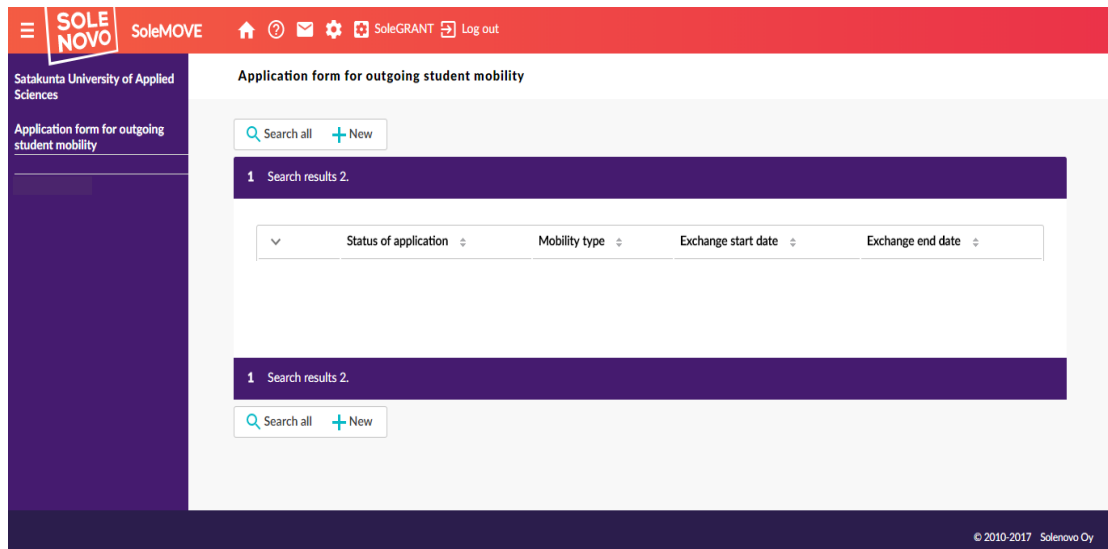 SOLE
NOVO
SoleMOVE
SoleGRANT
Log out
Satakunta University of Applied
Sciences
Application form for outgoing
student mobility
Application form for outgoing student mobility
Search all New
1 Search results 2.
Status of application Mobility type Exchange start date Exchange end date
1 Search results 2.
Search all New
© 2010-2017 Solenovo Oy